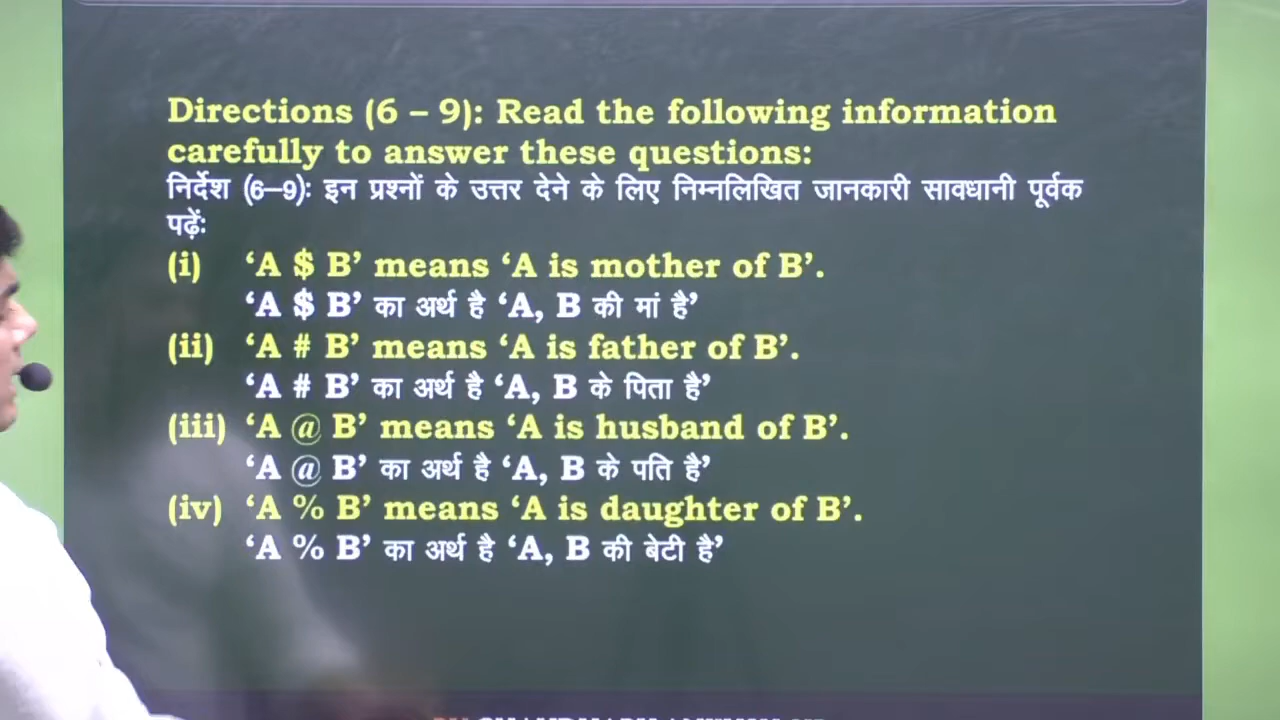 Directions (6 – 9): Read the following information
carefully to answer these questions:
निर्देश (6–9): इन प्रश्नों के उत्तर देने के लिए निम्नलिखित जानकारी सावधानी पूर्वक
पढ़ें:
(i) ‘A $ B’ means ‘A is mother of B’.
‘A $ B’ का अर्थ है ‘A, B की मां है’
(ii) ‘A # B’ means ‘A is father of B’.
‘A # B’ का अर्थ है ‘A, B के पिता है’
(iii) ‘A @ B’ means ‘A is husband of B’.
‘A @ B’ का अर्थ है ‘A, B के पति है’
(iv) ‘A % B’ means ‘A is daughter of B’.
‘A % B’ का अर्थ है ‘A, B की बेटी है’